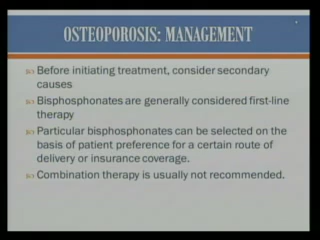 OSTEOPOROSIS: MANAGEMENT
Before initiating treatment, consider secondary
causes
Bisphosphonates are generally considered first-line
therapy
Particular bisphosphonates can be selected on the
basis of patient preference for a certain route of
delivery or insurance coverage.
Combination therapy is usually not recommended.